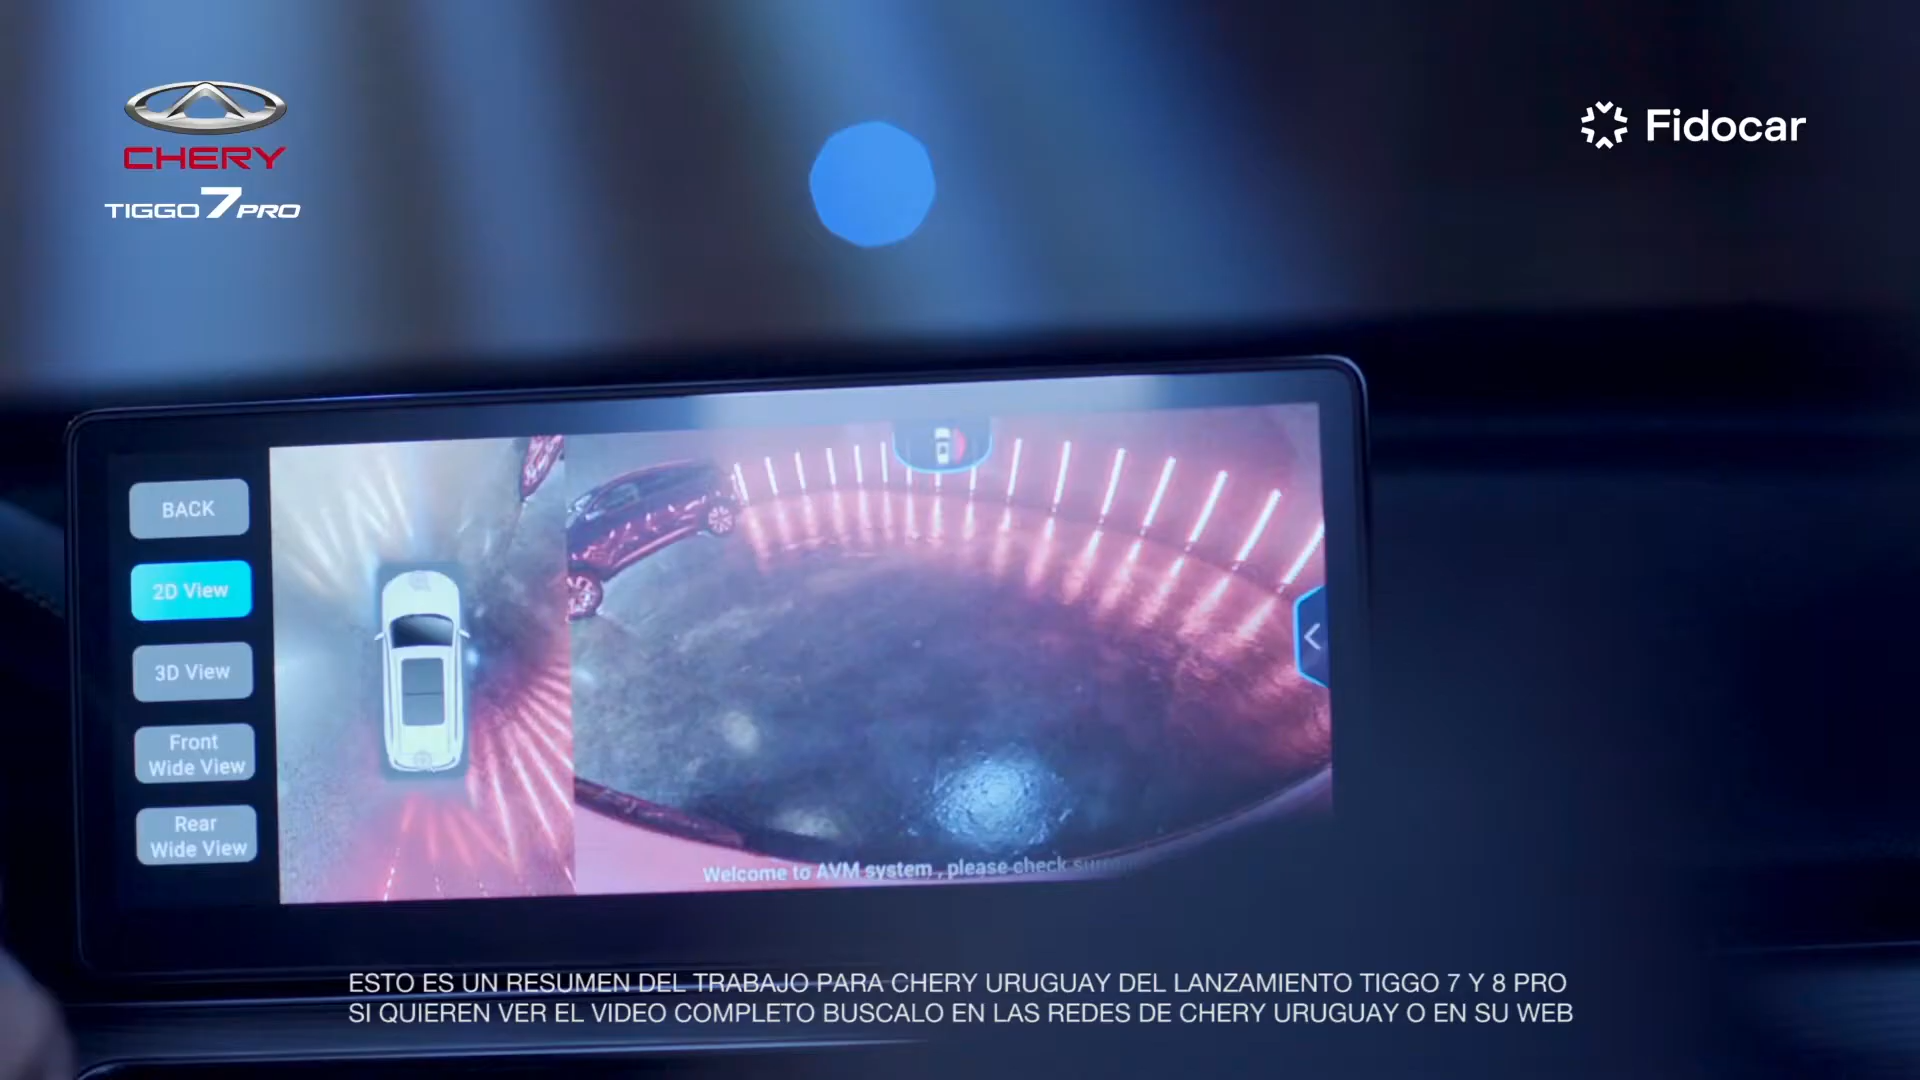 CHERY
TIGGO 7 PRO
Fidocar
BACK
2D View
3D View
Front
Wide View
Rear
Wide View
Welcome to AVM system , please check
ESTO ES UN RESUMEN DEL TRABAJO PARA CHERY URUGUAY DEL LANZAMIENTO TIGGO 7 Y 8 PRO
SI QUIEREN VER EL VIDEO COMPLETO BUSCALO EN LAS REDES DE CHERY URUGUAY O EN SU WEB